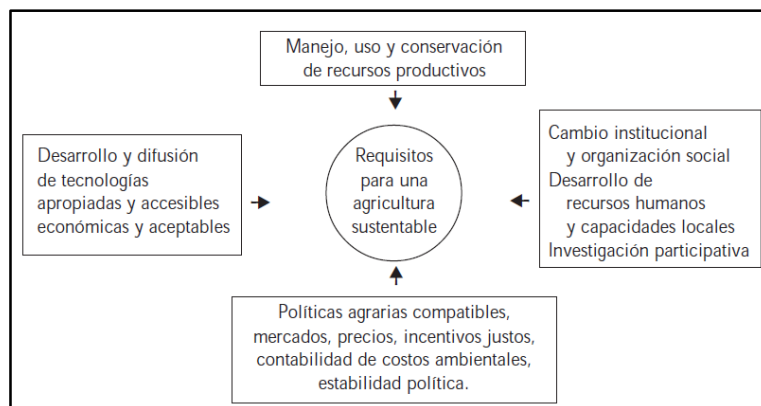 Manejo, uso y conservación
de recursos productivos
Desarrollo y difusión
de tecnologías
apropiadas y accesibles
económicas y aceptables
Requisitos
para una
agricultura
sustentable
Cambio institucional
y organización social
Desarrollo de
recursos humanos
y capacidades locales
Investigación participativa
Políticas agrarias compatibles,
mercados, precios, incentivos justos,
contabilidad de costos ambientales,
estabilidad política.